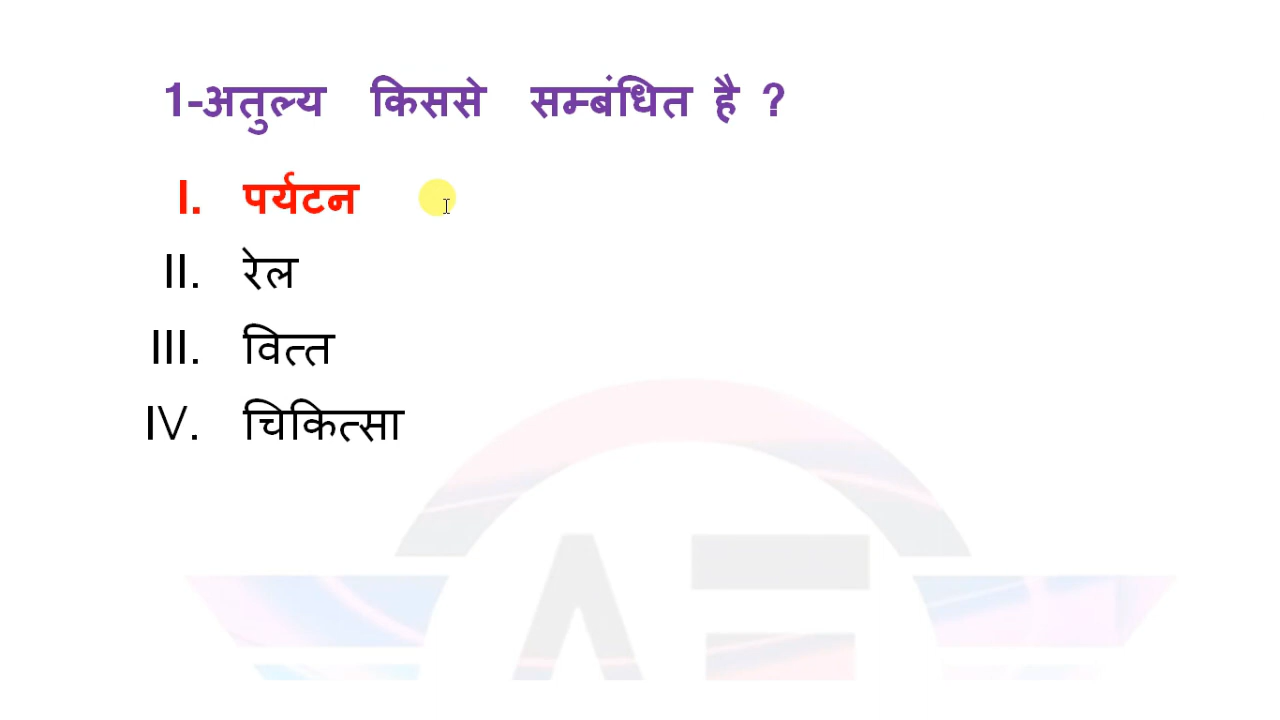 1-अतुल्य किससे सम्बंधित है ?
I. पर्यटन
II. रेल
III. वित्त
IV. चिकित्सा